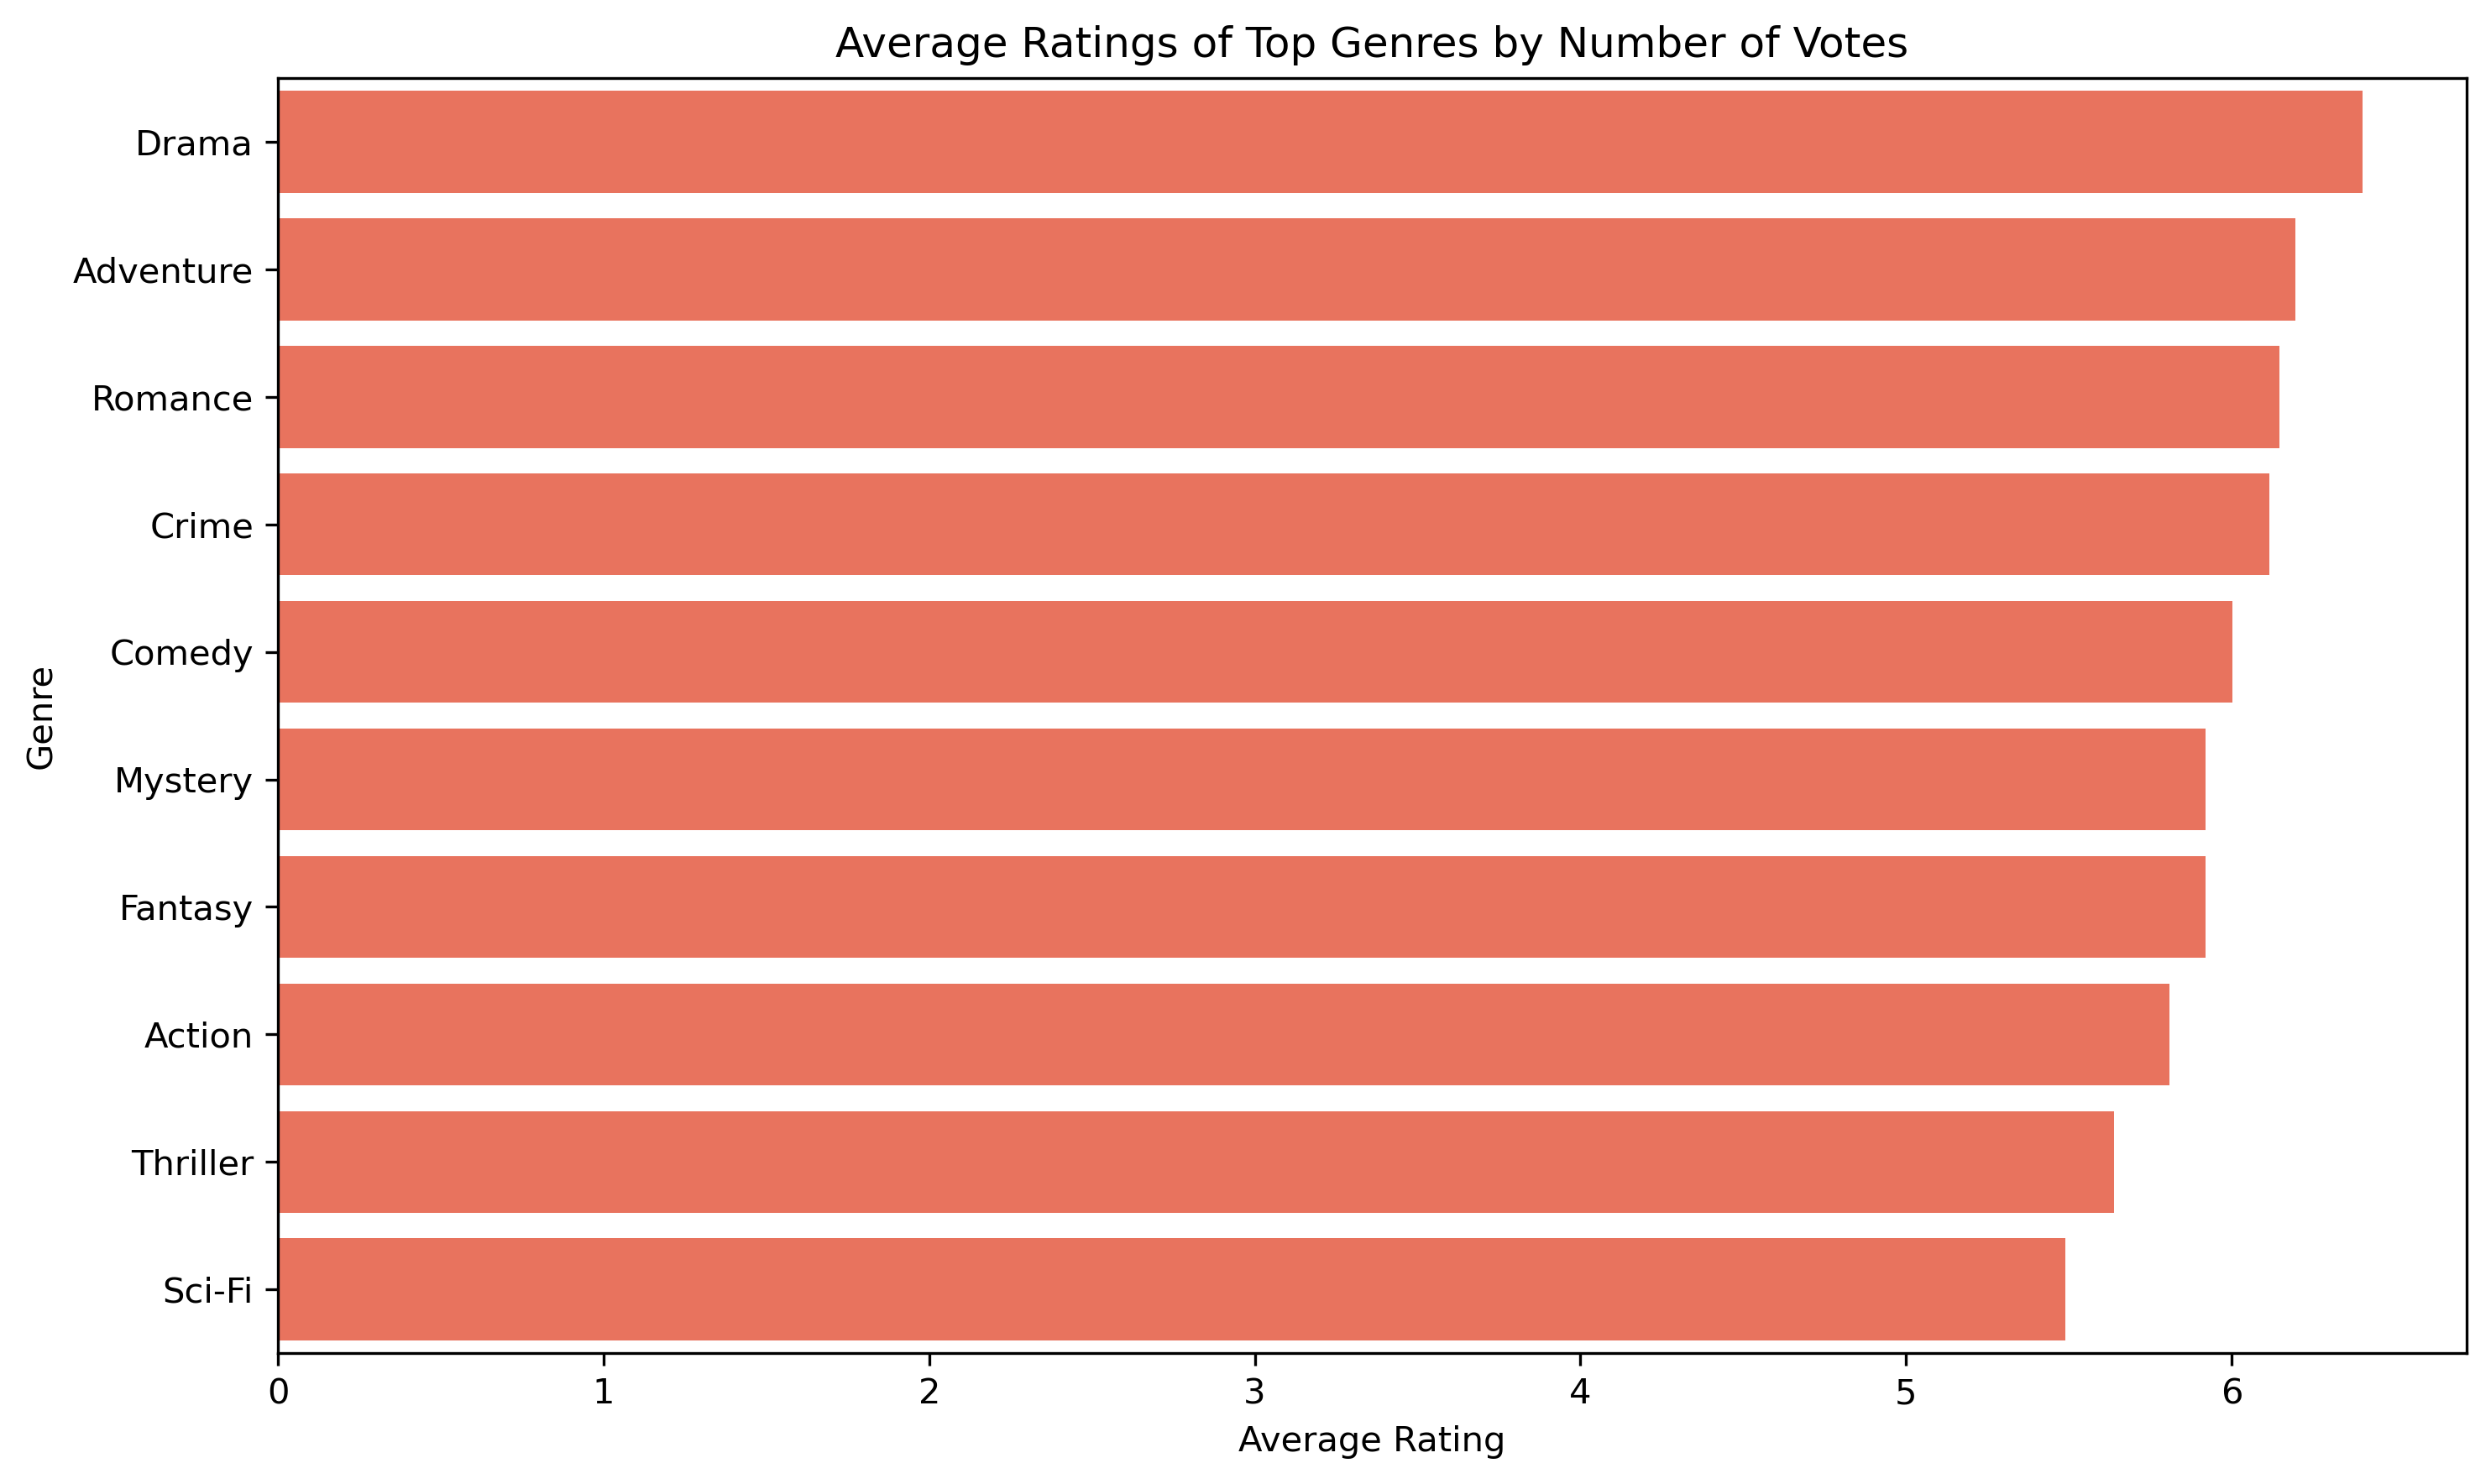 Average Ratings of Top Genres by Number of Votes
Genre
Drama
Adventure
Romance
Crime
Comedy
Mystery
Fantasy
Action
Thriller
Sci-Fi
0 1 2 3 4 5 6
Average Rating